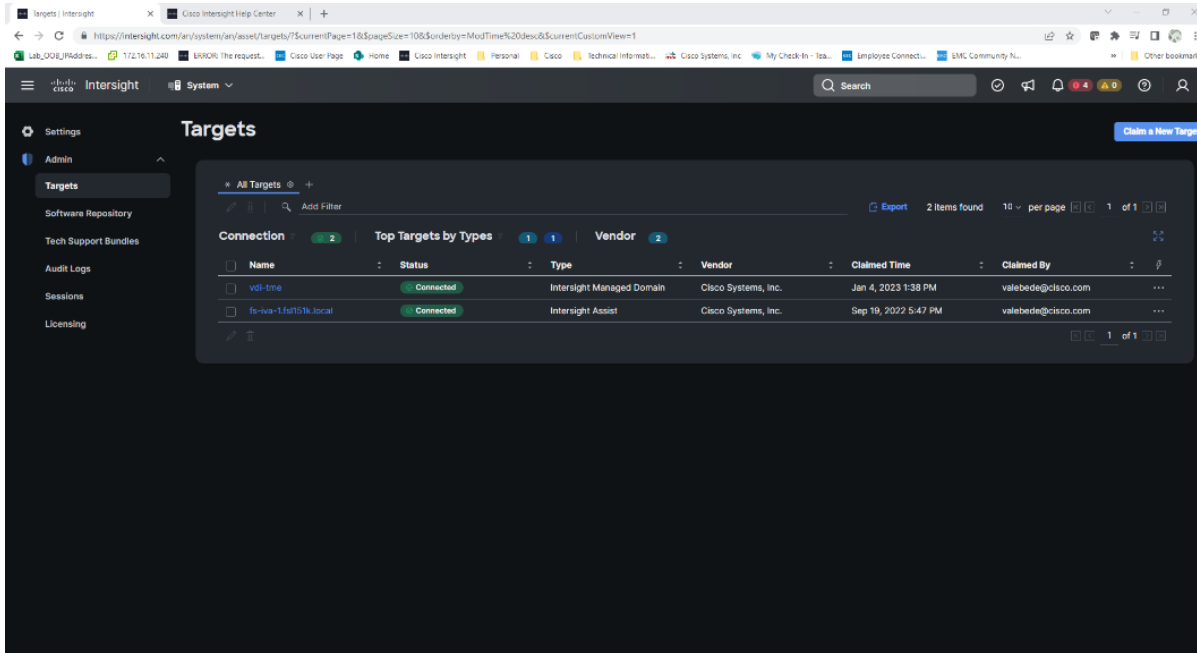 Targets | Intersight
Cisco Intersight Help Center
https://intersight.com/an/system/an/asset/targets/?$currentPage=1&$pageSize=10&$orderby=ModTime%20desc&$currentCustomView=1
Lab_OOB_IPAddres... 172.16.11.240 ERROR: The request... Cisco User Page Home Cisco Intersight Personal Cisco Technical Informati... Cisco Systems, Inc My Check-In - Tea... Employee Connecti... EMC Community N... Other bookmark
cisco Intersight System Search 4 0
Settings
Targets
Claim a New Targe
Admin
Targets
Software Repository
Tech Support Bundles
Audit Logs
Sessions
Licensing
All Targets
Add Filter Export 2 items found 10 per page 1 of 1
Connection 2 Top Targets by Types 1 1 Vendor 2
Name Status Type Vendor Claimed Time Claimed By
vdi-tme Connected Intersight Managed Domain Cisco Systems, Inc. Jan 4, 2023 1:38 PM valebede@cisco.com
fs-iva-1.fsl151k.local Connected Intersight Assist Cisco Systems, Inc. Sep 19, 2022 5:47 PM valebede@cisco.com
1 of 1